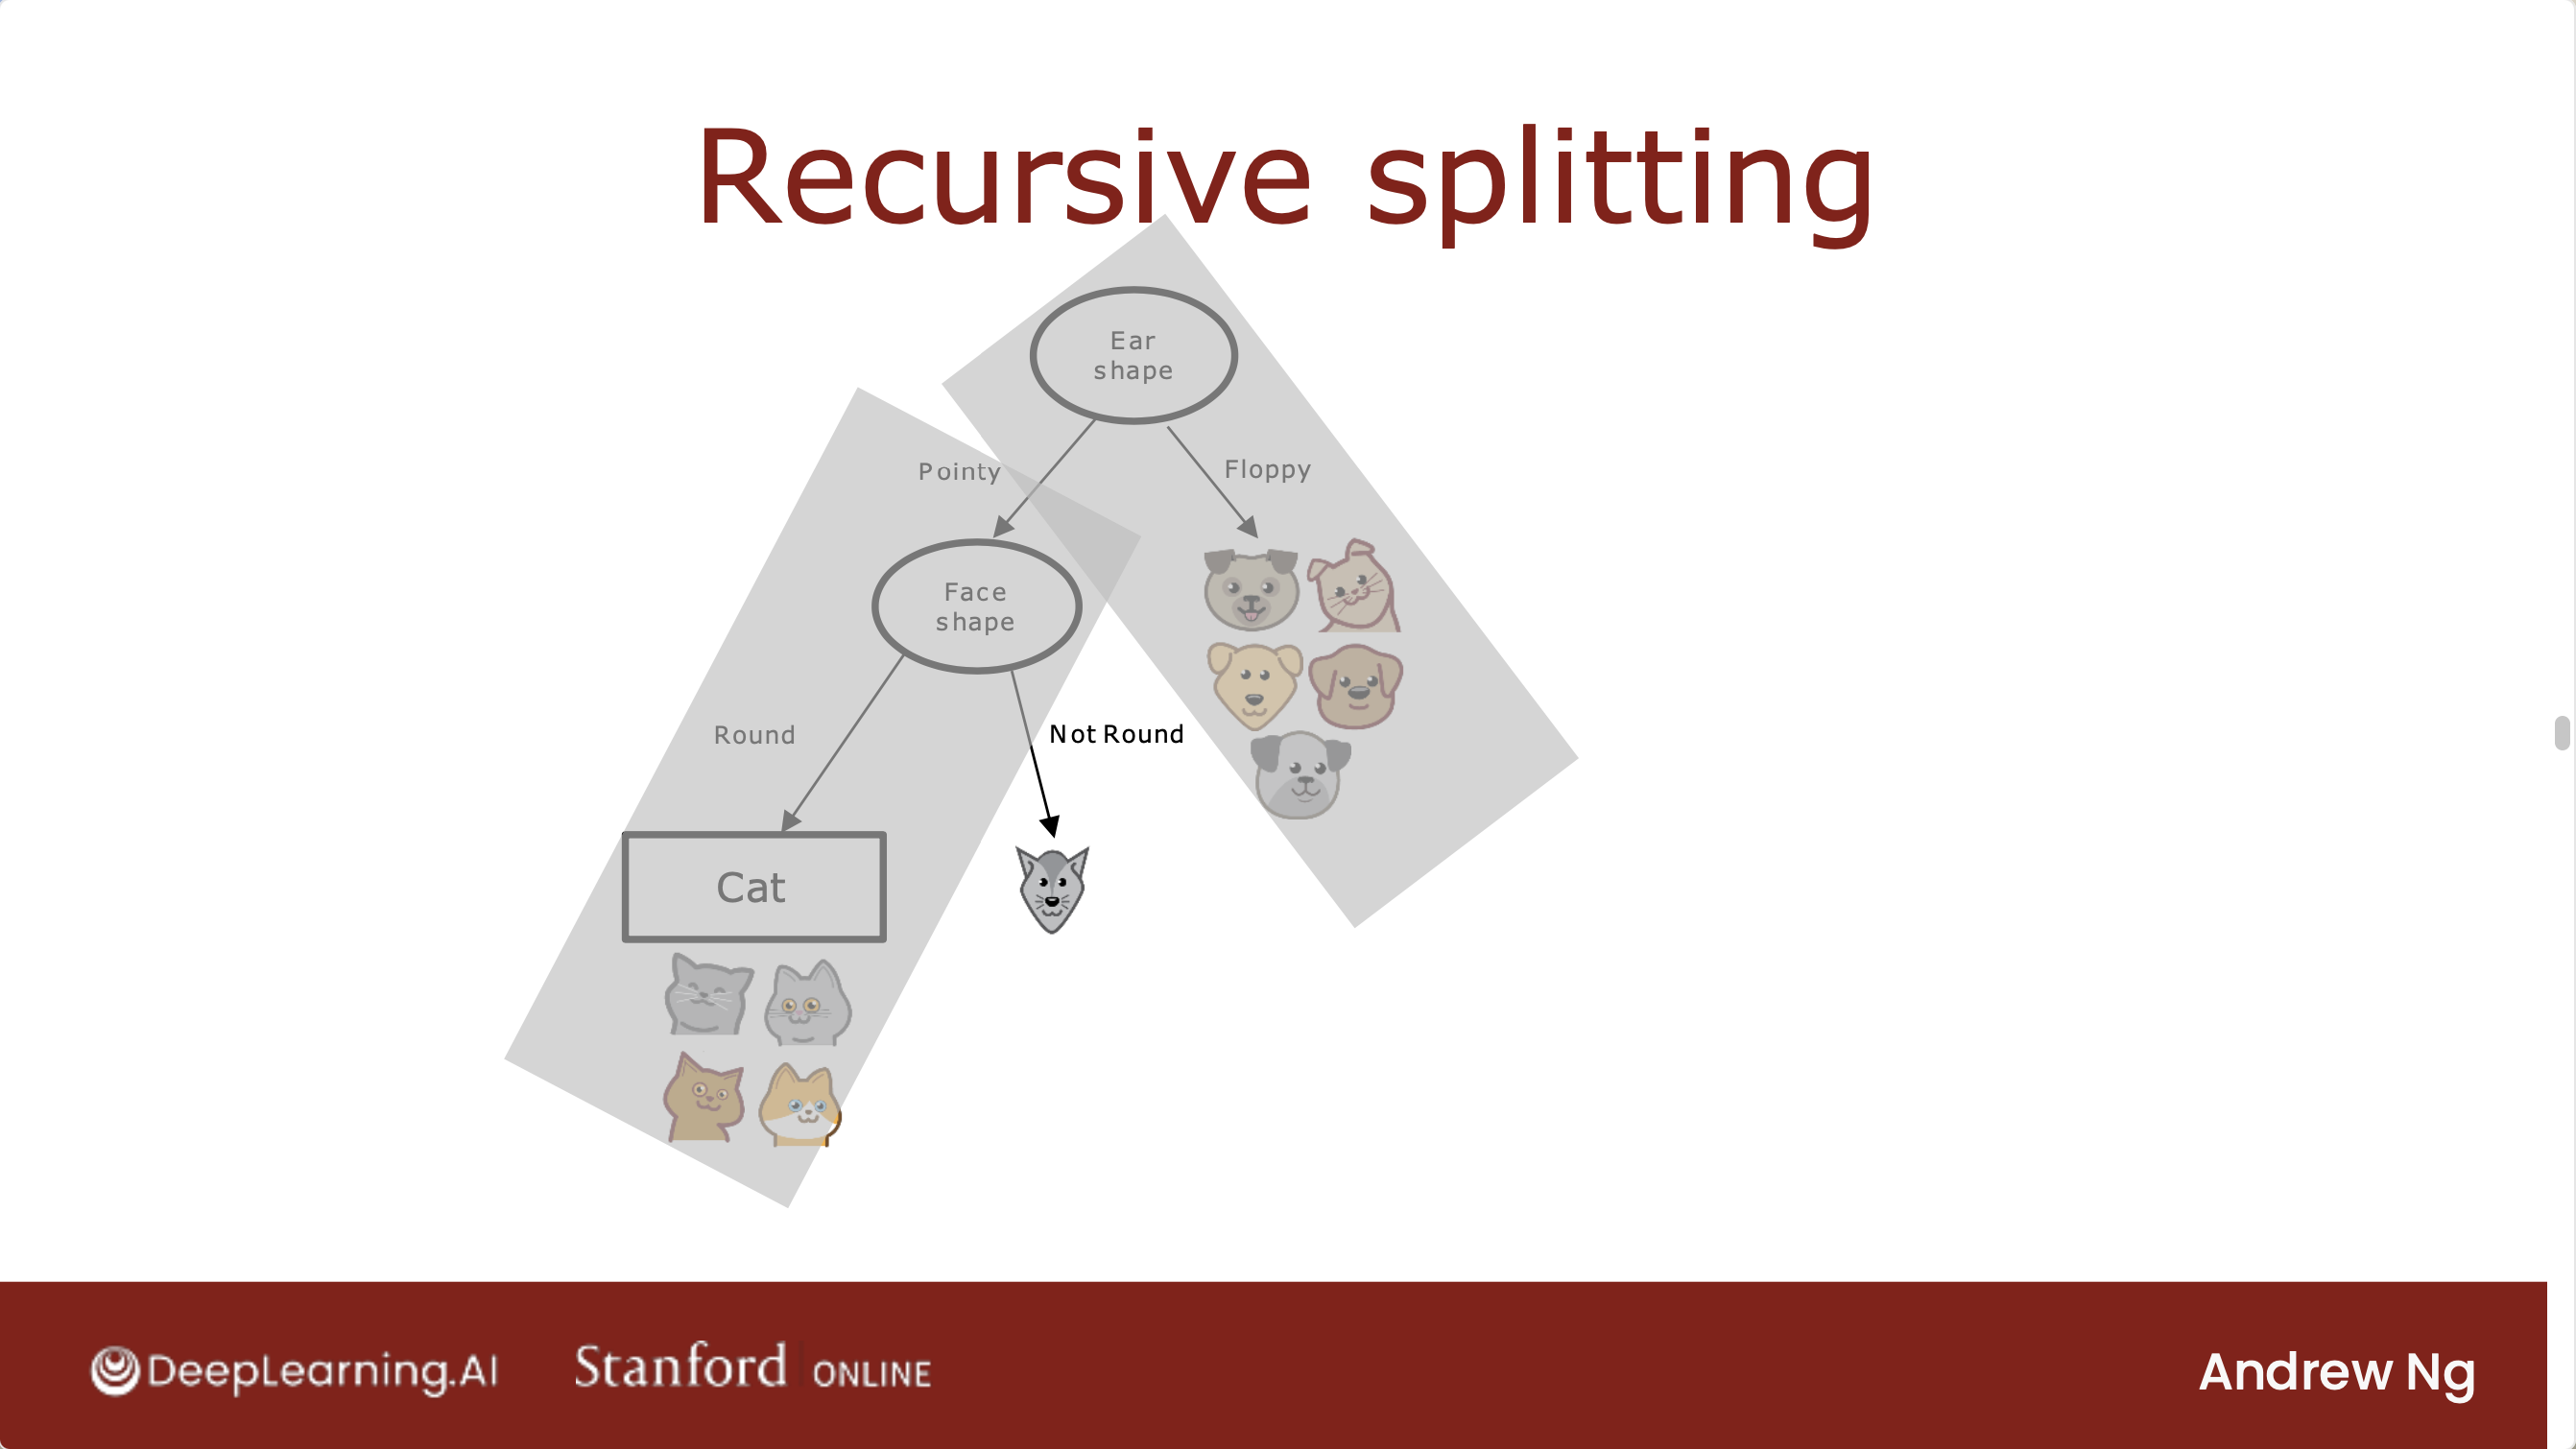 Recursive splitting
Ear
shape
Pointy
Floppy
Face
shape
Round
Not Round
Cat
DeepLearning.AI
Stanford ONLINE
Andrew Ng